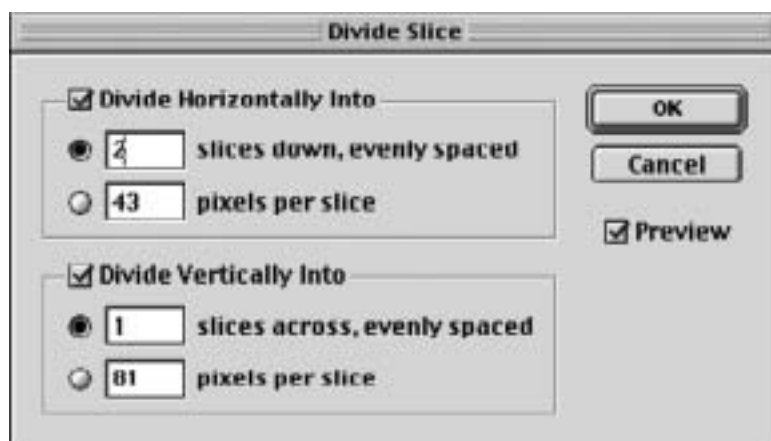 Divide Slice
Divide Horizontally Into
2 slices down, evenly spaced
43 pixels per slice
Divide Vertically Into
1 slices across, evenly spaced
81 pixels per slice
OK
Cancel
Preview